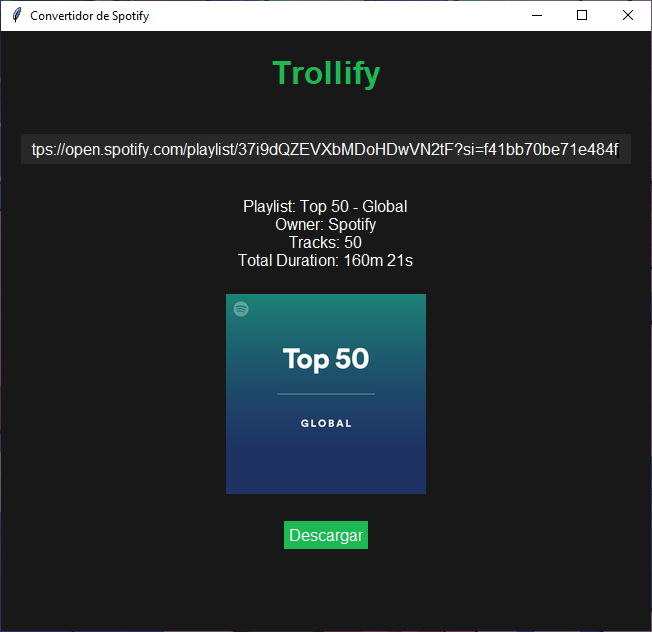 Convertidor de Spotify
Trollify
tps://open.spotify.com/playlist/37i9dQZEVXbMDoHDwVN2tF?si=f41bb70be71e484f
Playlist: Top 50 - Global
Owner: Spotify
Tracks: 50
Total Duration: 160m 21s
Top 50
GLOBAL
Descargar